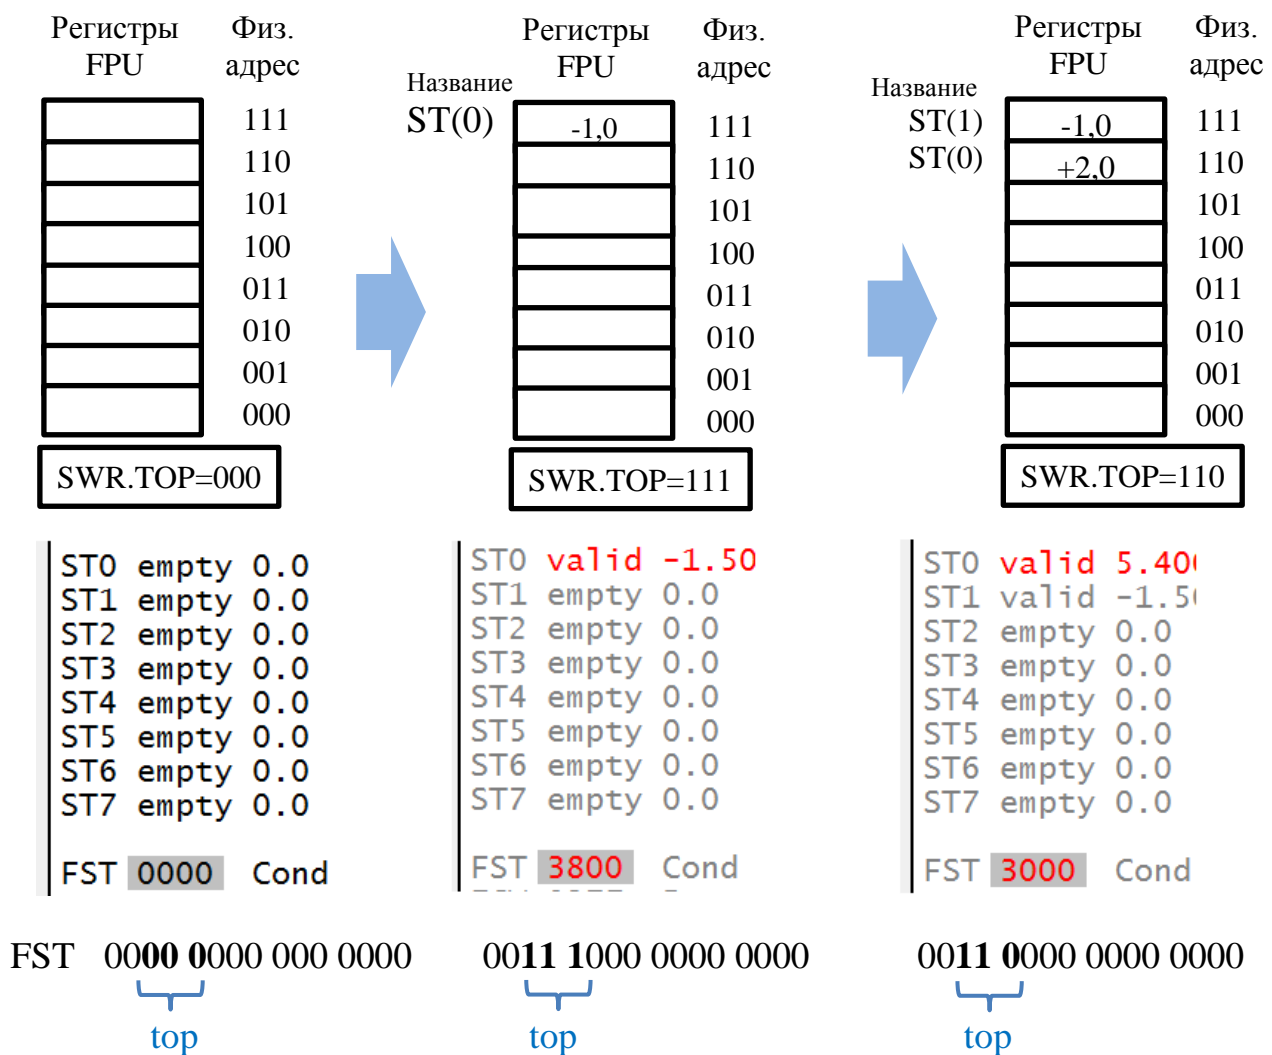 Регистры FPU
Физ. адрес
111
110
101
100
011
010
001
000
SWR.TOP=000
Название
Регистры FPU
Физ. адрес
ST(0) -1,0 111
110
101
100
011
010
001
000
SWR.TOP=111
Название
Регистры FPU
Физ. адрес
ST(1) -1,0 111
ST(0) +2,0 110
101
100
011
010
001
000
SWR.TOP=110
ST0 empty 0.0
ST1 empty 0.0
ST2 empty 0.0
ST3 empty 0.0
ST4 empty 0.0
ST5 empty 0.0
ST6 empty 0.0
ST7 empty 0.0
FST 0000 Cond
ST0 valid -1.50
ST1 empty 0.0
ST2 empty 0.0
ST3 empty 0.0
ST4 empty 0.0
ST5 empty 0.0
ST6 empty 0.0
ST7 empty 0.0
FST 3800 Cond
ST0 valid 5.400
ST1 valid -1.50
ST2 empty 0.0
ST3 empty 0.0
ST4 empty 0.0
ST5 empty 0.0
ST6 empty 0.0
ST7 empty 0.0
FST 3000 Cond
FST 0000 0000 000 0000
top
0011 1000 0000 0000
top
0011 0000 0000 0000
top